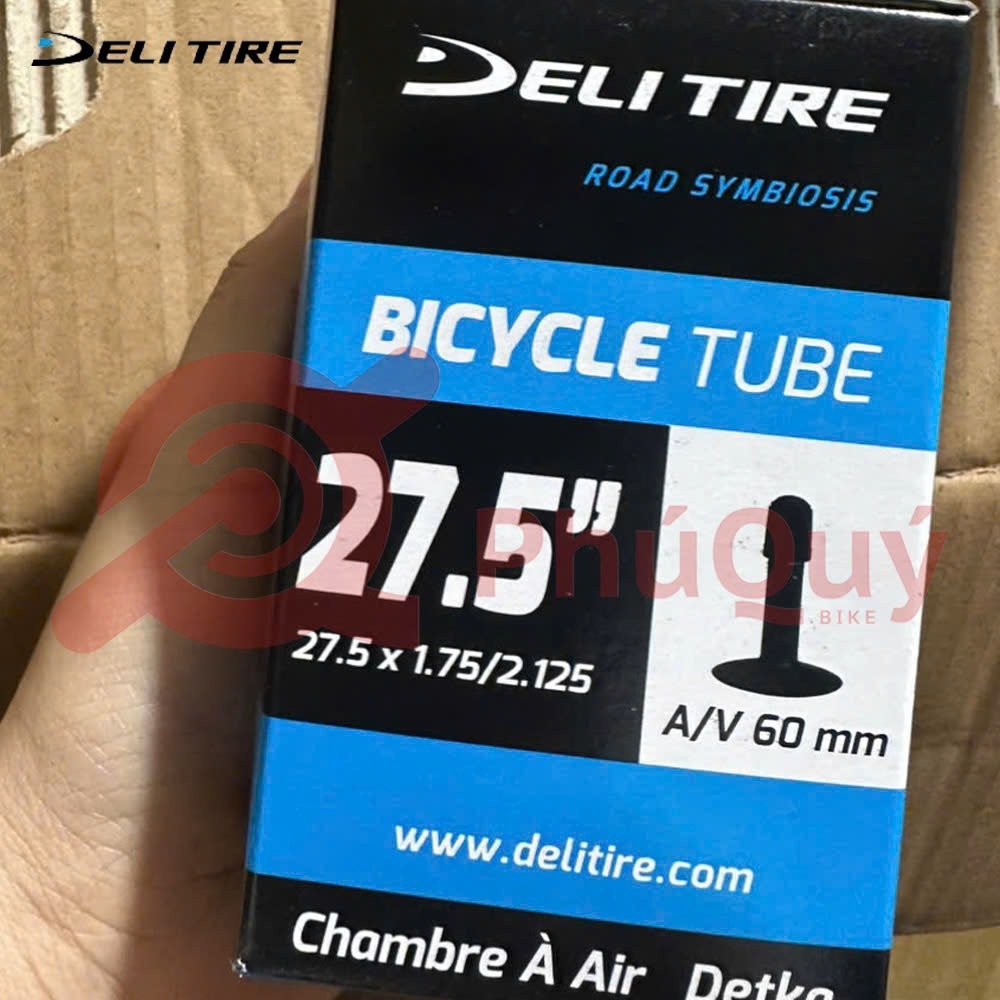 DELI TIRE
DELI TIRE
ROAD SYMBIOSIS
BICYCLE TUBE
27.5”
PhúQuý
.BIKE
27.5 x 1.75/2.125
A/V 60 mm
www.delitire.com
Chambre À Air Detka